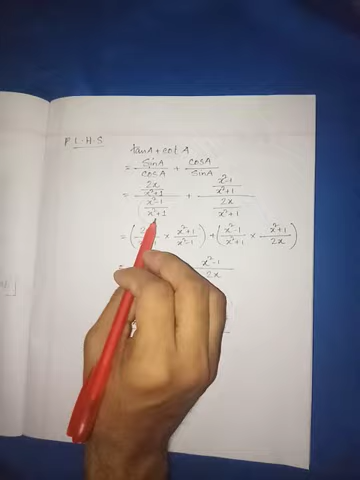 P L.H.S
tanA + cot A
= sinA/cosA + cosA/sinA
= (2x/x²+1)/(x²-1/x²+1) + (x²-1/x²+1)/(2x/x²+1)
= ( × x²+1/x²-1) + (x²-1/x²+1 × x²+1/2x)
x²-1/2x